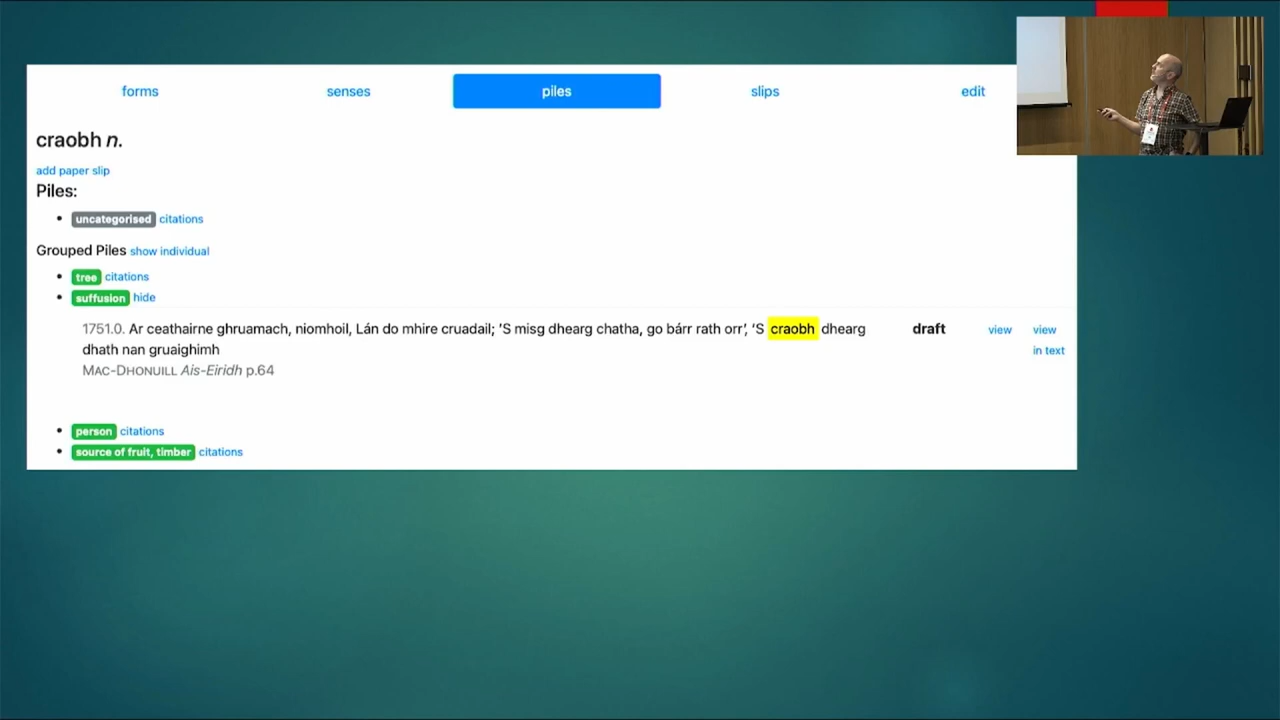 forms senses piles slips edit
craobh n.
add paper slip
Piles:
uncategorised citations
Grouped Piles show individual
tree citations
suffusion hide
1751.0. Ar ceathairne ghruamach, niomhoil, Lán do mhire cruadail; ’S misg dhearg chatha, go bárr rath orr’, ‘S craobh dhearg draft view view
dhath nan gruaighimh in text
MAC-DHONUILL Ais-Eiridh p.64
person citations
source of fruit, timber citations